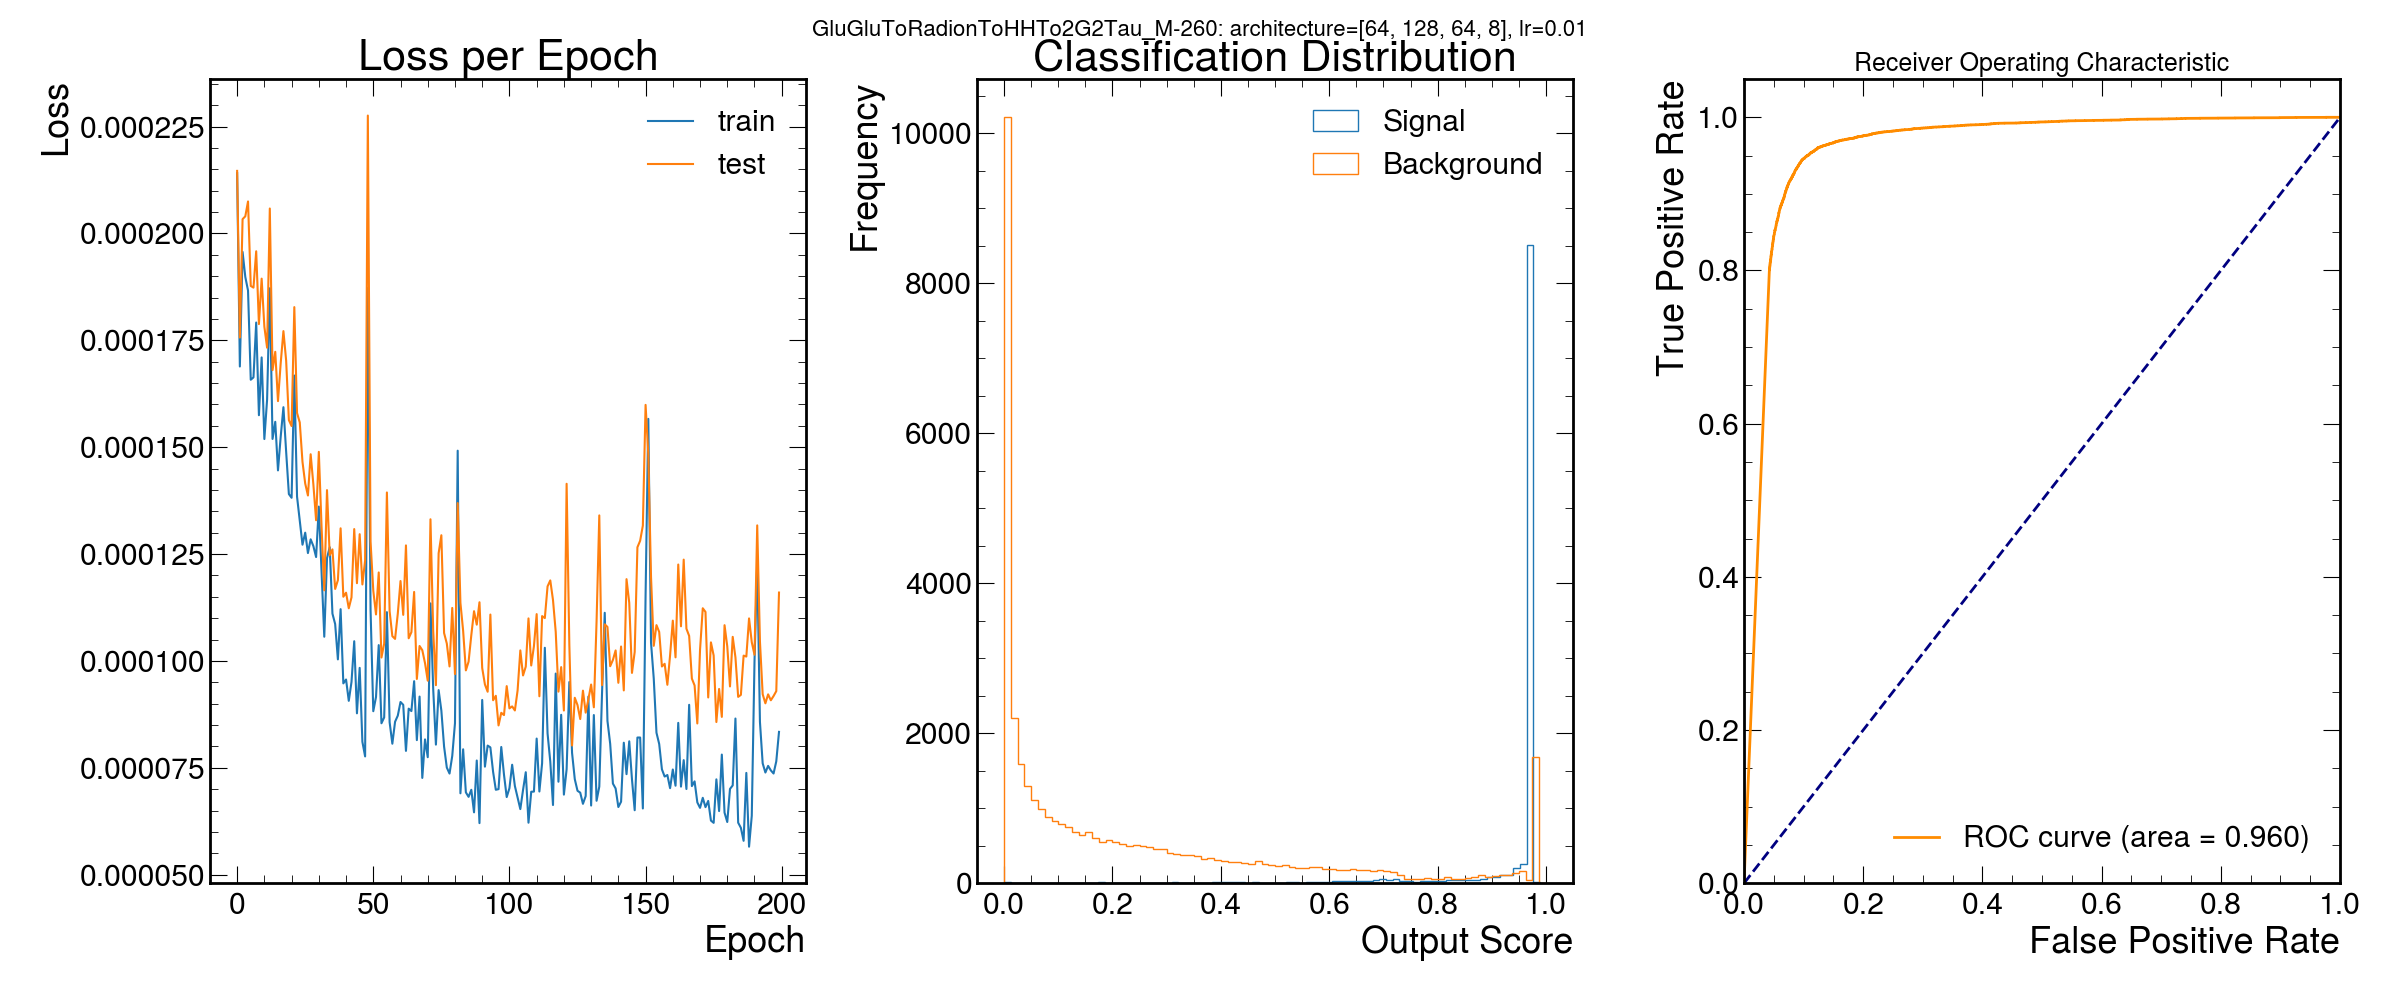 GluGluToRadionToHHTo2G2Tau_M-260: architecture=[64, 128, 64, 8], lr=0.01
Loss per Epoch
Loss
0.000225
0.000200
0.000175
0.000150
0.000125
0.000100
0.000075
0.000050
train
test
0 50 100 150 200
Epoch
Classification Distribution
Frequency
10000
8000
6000
4000
2000
0
Signal
Background
0.0 0.2 0.4 0.6 0.8 1.0
Output Score
Receiver Operating Characteristic
True Positive Rate
1.0
0.8
0.6
0.4
0.2
0.0
ROC curve (area = 0.960)
0.0 0.2 0.4 0.6 0.8 1.0
False Positive Rate